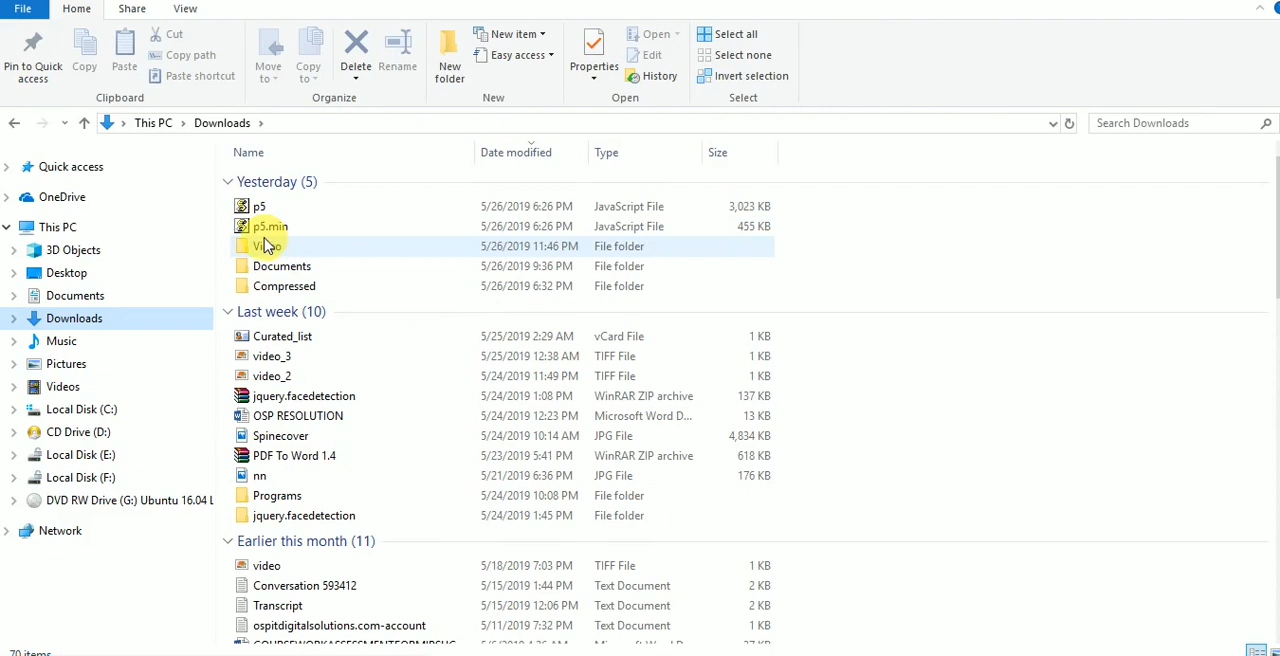 File Home Share View
Pin to Quick access
Copy
Paste
Cut
Copy path
Paste shortcut
Clipboard
Move to
Copy to
Delete
Rename
Organize
New folder
New item
Easy access
New
Properties
Open
Edit
History
Open
Select all
Select none
Invert selection
Select
This PC Downloads
Search Downloads
Quick access
OneDrive
This PC
3D Objects
Desktop
Documents
Downloads
Music
Pictures
Videos
Local Disk (C:)
CD Drive (D:)
Local Disk (E:)
Local Disk (F:)
DVD RW Drive (G:) Ubuntu 16.04 L
Network
Name Date modified Type Size
Yesterday (5)
p5 5/26/2019 6:26 PM JavaScript File 3,023 KB
p5.min 5/26/2019 6:26 PM JavaScript File 455 KB
Video 5/26/2019 11:46 PM File folder
Documents 5/26/2019 9:36 PM File folder
Compressed 5/26/2019 6:32 PM File folder
Last week (10)
Curated_list 5/25/2019 2:29 AM vCard File 1 KB
video_3 5/25/2019 12:38 AM TIFF File 1 KB
video_2 5/24/2019 11:49 PM TIFF File 1 KB
jquery.facedetection 5/24/2019 1:08 PM WinRAR ZIP archive 137 KB
OSP RESOLUTION 5/24/2019 12:23 PM Microsoft Word D... 13 KB
Spinecover 5/24/2019 10:14 AM JPG File 4,834 KB
PDF To Word 1.4 5/23/2019 5:41 PM WinRAR ZIP archive 618 KB
nn 5/21/2019 6:36 PM JPG File 176 KB
Programs 5/24/2019 10:08 PM File folder
jquery.facedetection 5/24/2019 1:45 PM File folder
Earlier this month (11)
video 5/18/2019 7:03 PM TIFF File 1 KB
Conversation 593412 5/15/2019 1:44 PM Text Document 2 KB
Transcript 5/15/2019 12:06 PM Text Document 2 KB
ospitdigitalsolutions.com-account 5/11/2019 7:32 PM Text Document 1 KB
70 items